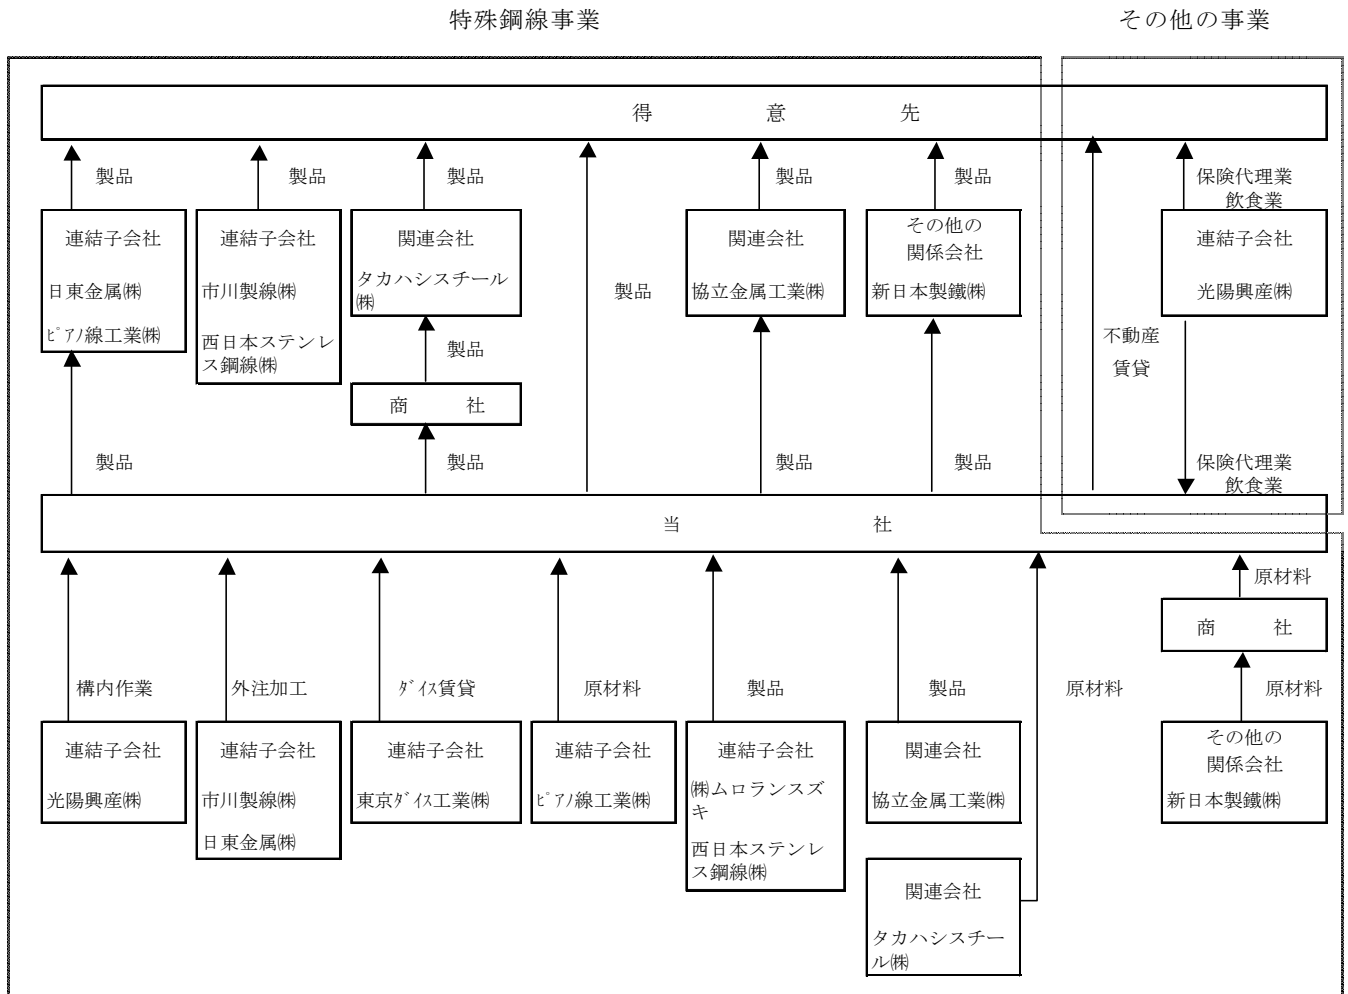 特殊鋼線事業
その他の事業
得意先
製品
製品
製品
製品
製品
製品
保険代理業
飲食業
連結子会社
日東金属㈱
ﾋﾟｱﾉ線工業㈱
連結子会社
市川製線㈱
西日本ステンレ
ス鋼線㈱
関連会社
タカハシスチール
㈱
関連会社
協立金属工業㈱
その他の
関係会社
新日本製鐵㈱
連結子会社
光陽興産㈱
不動産
賃貸
製品
商社
製品
製品
製品
製品
保険代理業
飲食業
当社
原材料
商社
構内作業
外注加工
ﾀﾞｲｽ賃貸
原材料
製品
製品
原材料
原材料
連結子会社
光陽興産㈱
連結子会社
市川製線㈱
日東金属㈱
連結子会社
東京ﾀﾞｲｽ工業㈱
連結子会社
ﾋﾟｱﾉ線工業㈱
連結子会社
㈱ムロランスズ
キ
西日本ステンレ
ス鋼線㈱
関連会社
協立金属工業㈱
その他の
関係会社
新日本製鐵㈱
関連会社
タカハシスチー
ル㈱